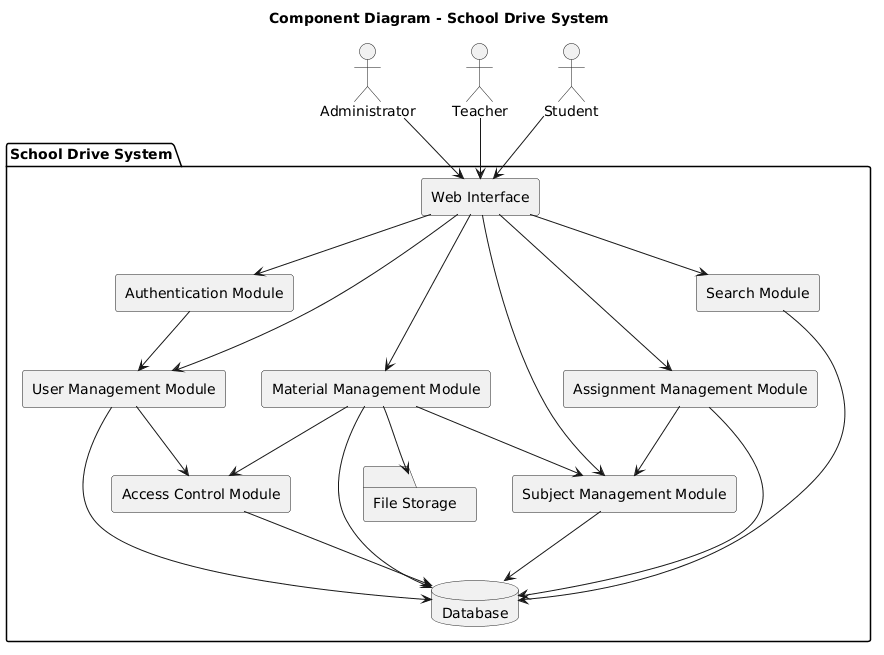 Component Diagram - School Drive System
Administrator
Teacher
Student
School Drive System
Web Interface
Authentication Module
Search Module
User Management Module
Material Management Module
Assignment Management Module
Access Control Module
File Storage
Subject Management Module
Database